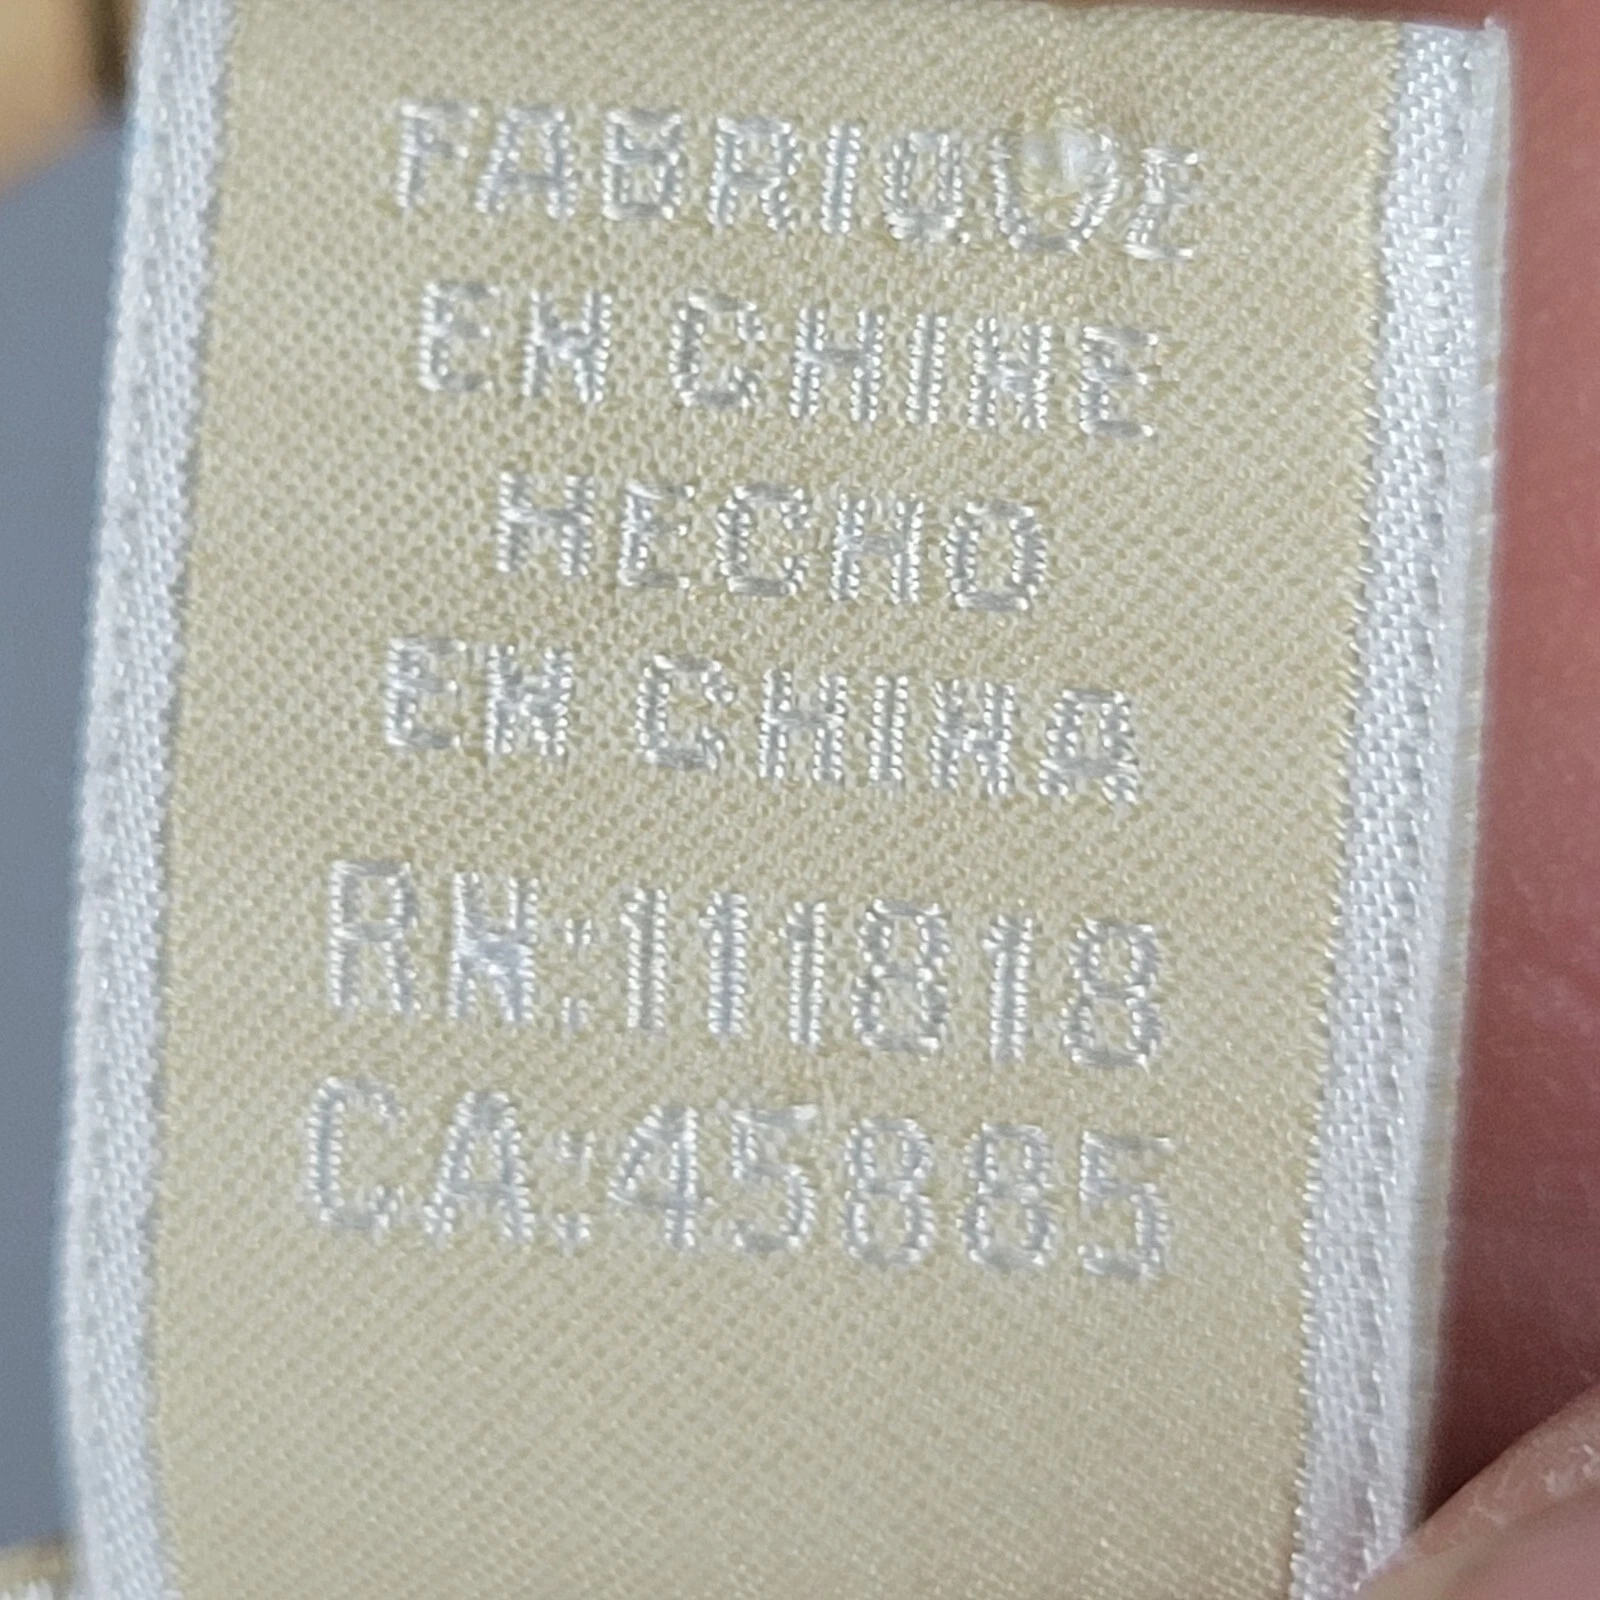 FABRIQUE
EN CHINE
HECHO
EN CHINA
RN:111818
CA:45885